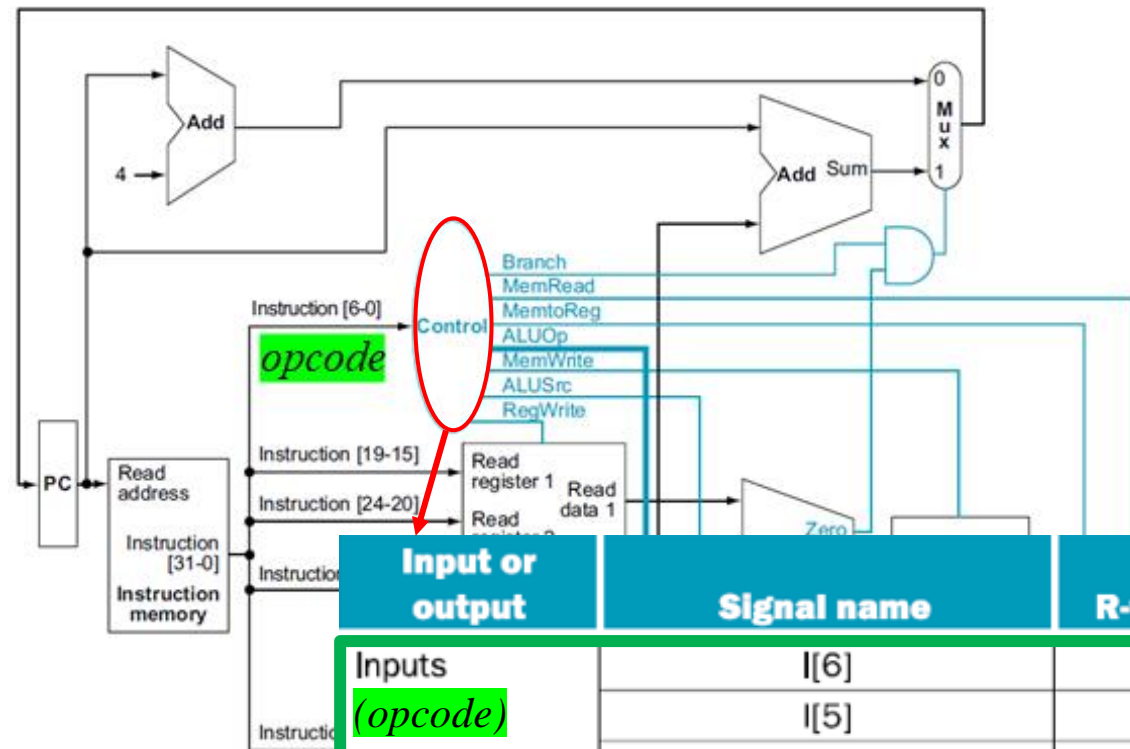 0
M
u
x
1
Add
4
Add Sum
Branch
MemRead
Instruction [6-0]
MemtoReg
Control
ALUOp
opcode
MemWrite
ALUSrc
RegWrite
Instruction [19-15]
Read
register 1
Read
data 1
PC
Read
address
Instruction [24-20]
Read
Zero
Instruction
[31-0]
Instruction
memory
Input or
output
Signal name
R-
Inputs
(opcode)
I[6]
I[5]